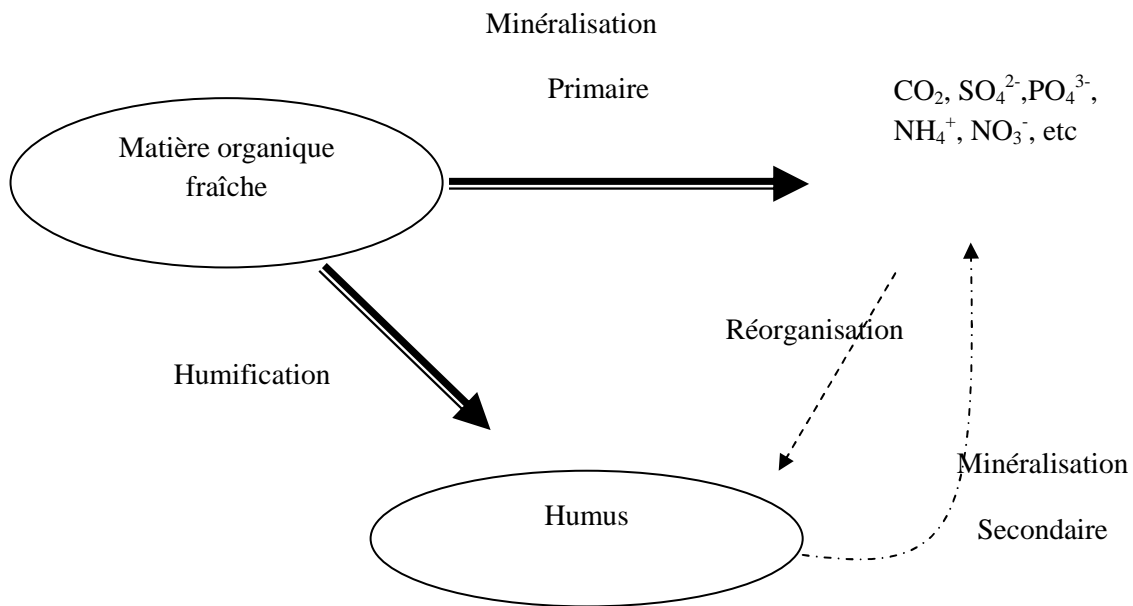 Minéralisation
Primaire
CO₂, SO₄²⁻,PO₄³⁻,
NH₄⁺, NO₃⁻, etc
Matière organique
fraîche
Réorganisation
Humification
Minéralisation
Secondaire
Humus